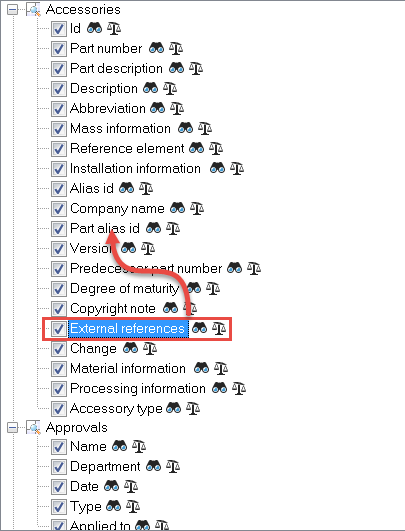 Accessories
Id
Part number
Part description
Description
Abbreviation
Mass information
Reference element
Installation information
Alias id
Company name
Part alias id
Version
Predecessor part number
Degree of maturity
Copyright note
External references
Change
Material information
Processing information
Accessory type
Approvals
Name
Department
Date
Type
Applied to